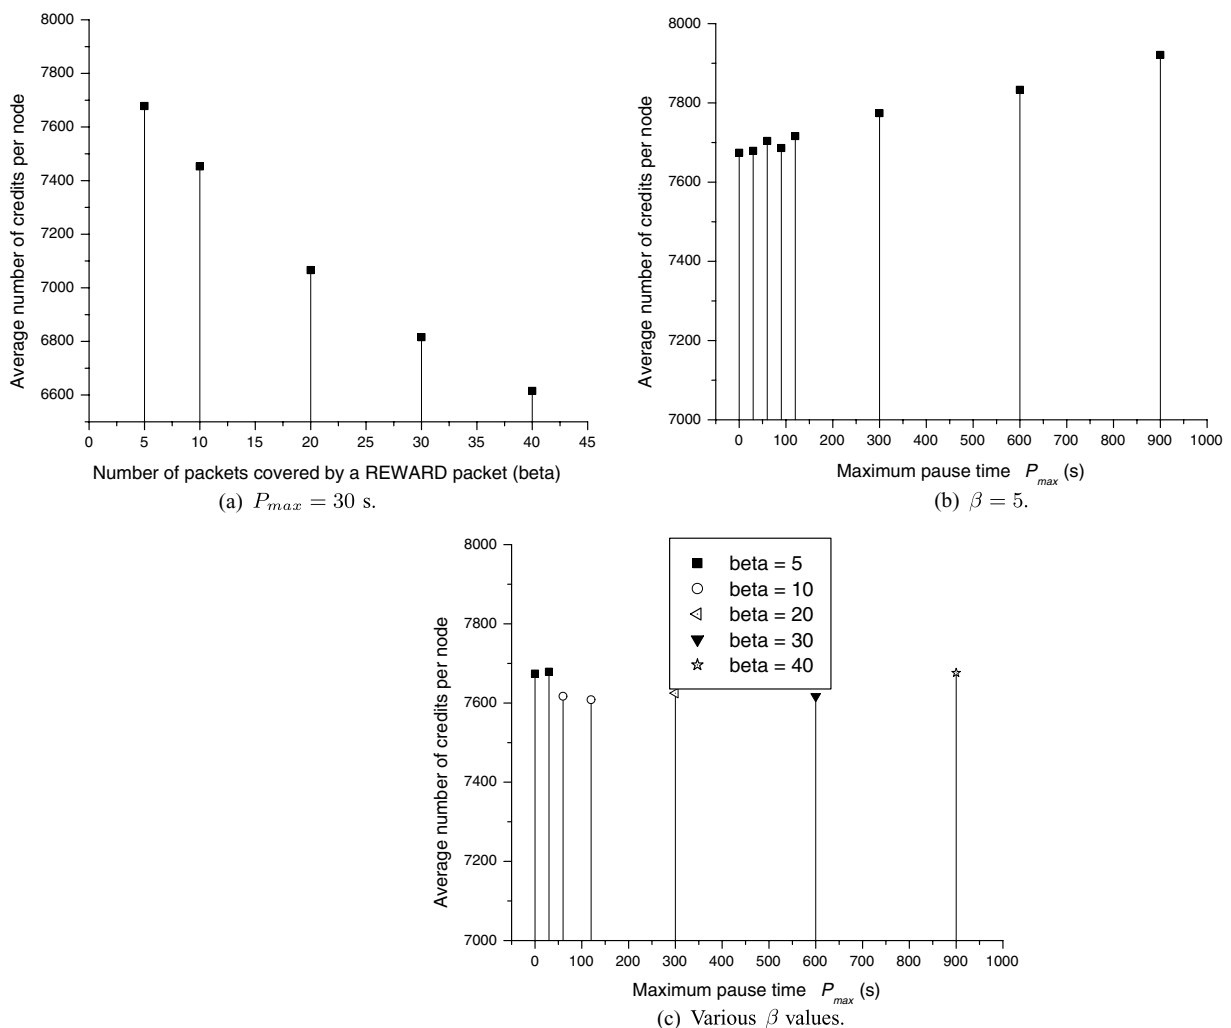 8000
7800
7600
7400
7200
7000
6800
6600
Average number of credits per node
0 5 10 15 20 25 30 35 40 45
Number of packets covered by a REWARD packet (beta)
(a) P_max = 30 s.
8000
7800
7600
7400
7200
7000
Average number of credits per node
0 100 200 300 400 500 600 700 800 900 1000
Maximum pause time P_max (s)
(b) β = 5.
8000
7800
7600
7400
7200
7000
Average number of credits per node
beta = 5
beta = 10
beta = 20
beta = 30
beta = 40
0 100 200 300 400 500 600 700 800 900 1000
Maximum pause time P_max (s)
(c) Various β values.